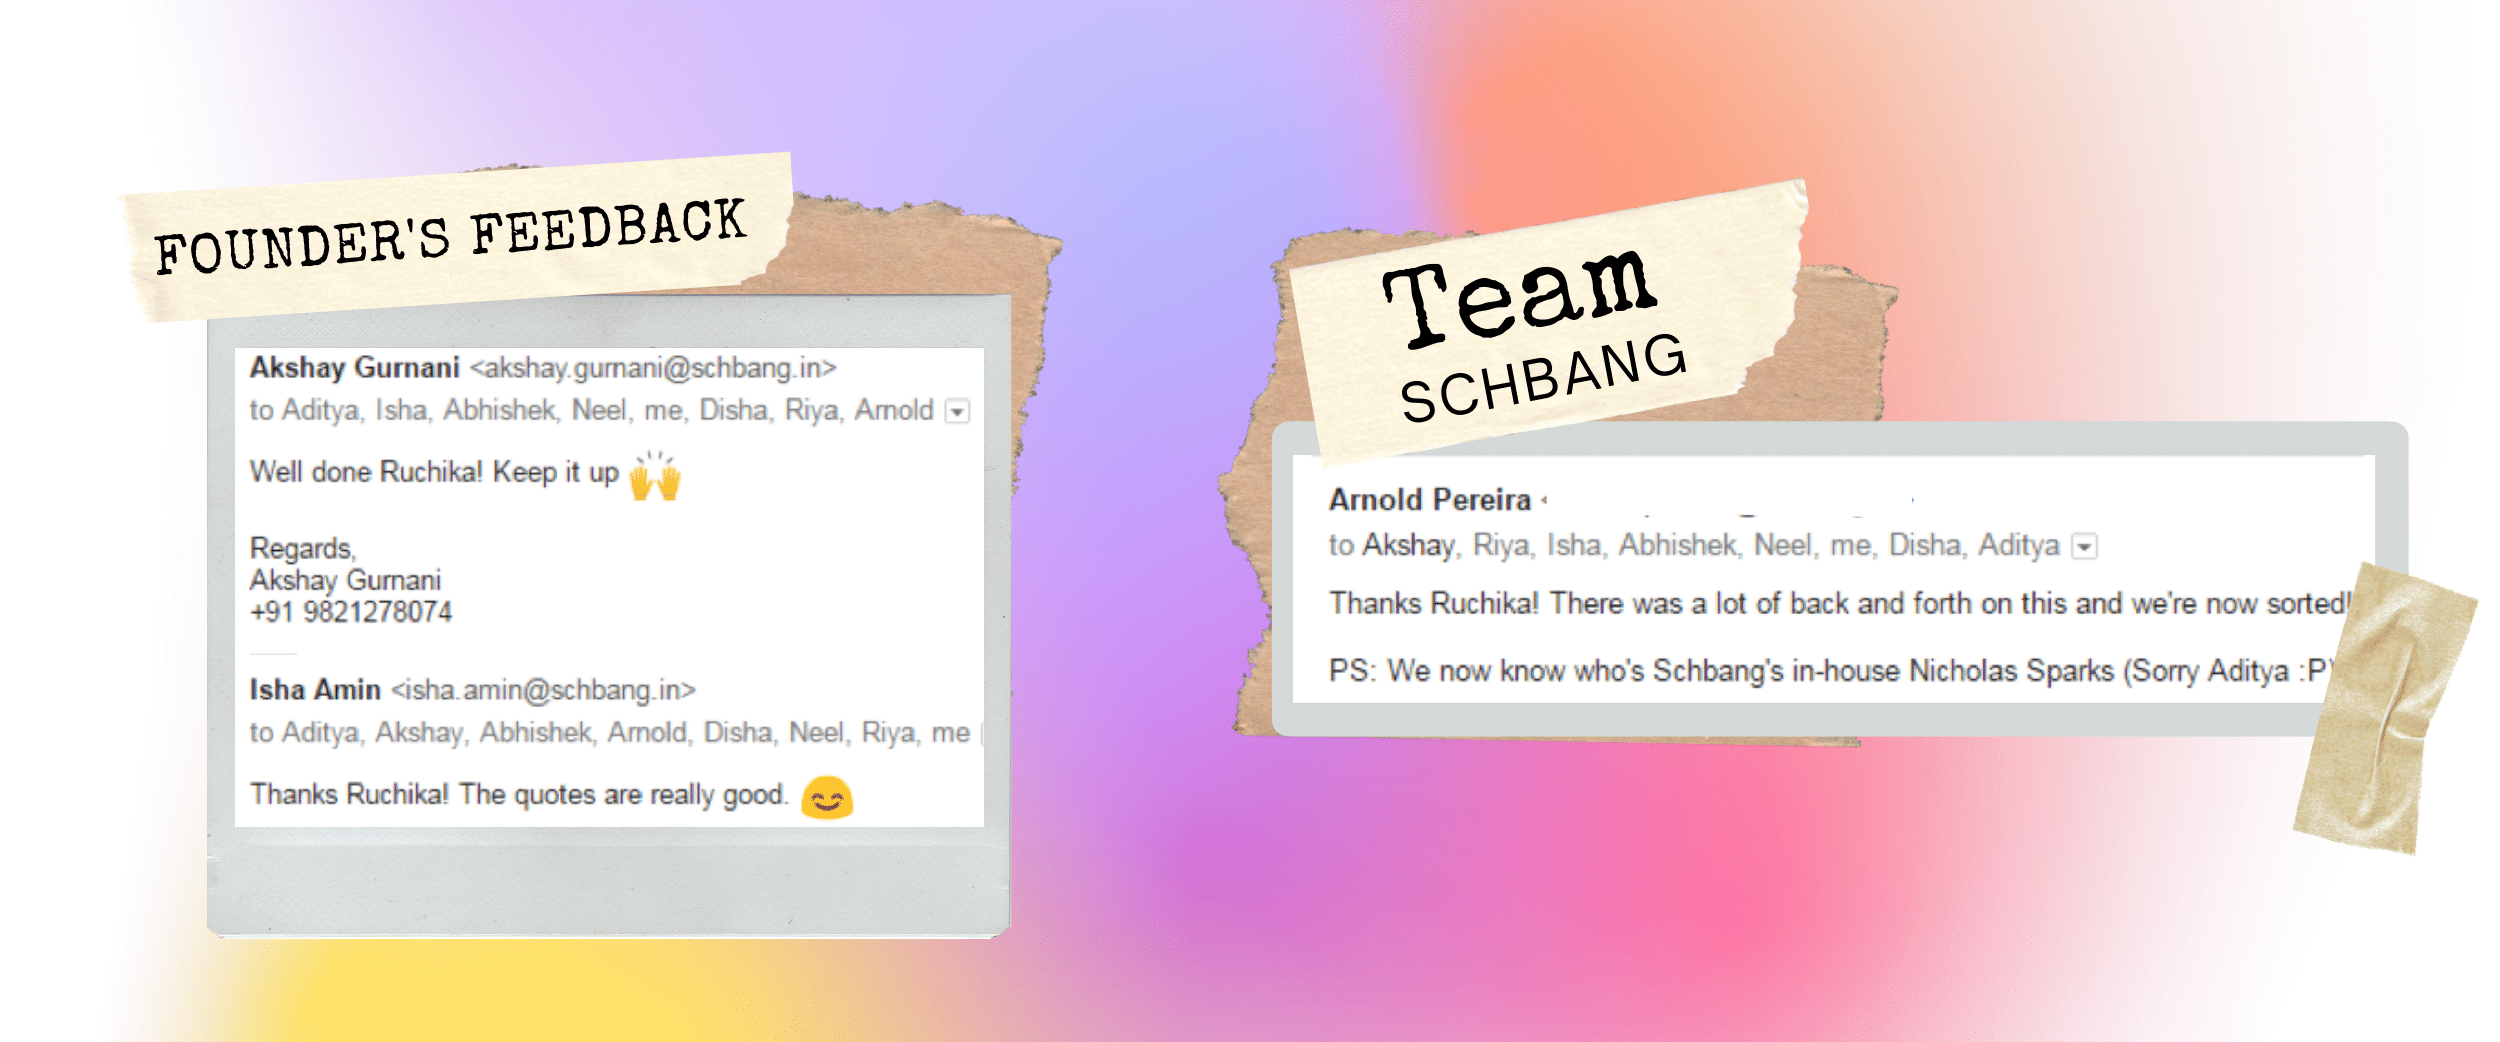 FOUNDER'S FEEDBACK
Akshay Gurnani <akshay.gurnani@schbang.in>
to Aditya, Isha, Abhishek, Neel, me, Disha, Riya, Arnold
Well done Ruchika! Keep it up 🙌
Regards,
Akshay Gurnani
+91 9821278074
Isha Amin <isha.amin@schbang.in>
to Aditya, Akshay, Abhishek, Arnold, Disha, Neel, Riya, me
Thanks Ruchika! The quotes are really good. 😊
Team
SCHBANG
Arnold Pereira <
to Akshay, Riya, Isha, Abhishek, Neel, me, Disha, Aditya
Thanks Ruchika! There was a lot of back and forth on this and we're now sorted!
PS: We now know who's Schbang's in-house Nicholas Sparks (Sorry Aditya :P)